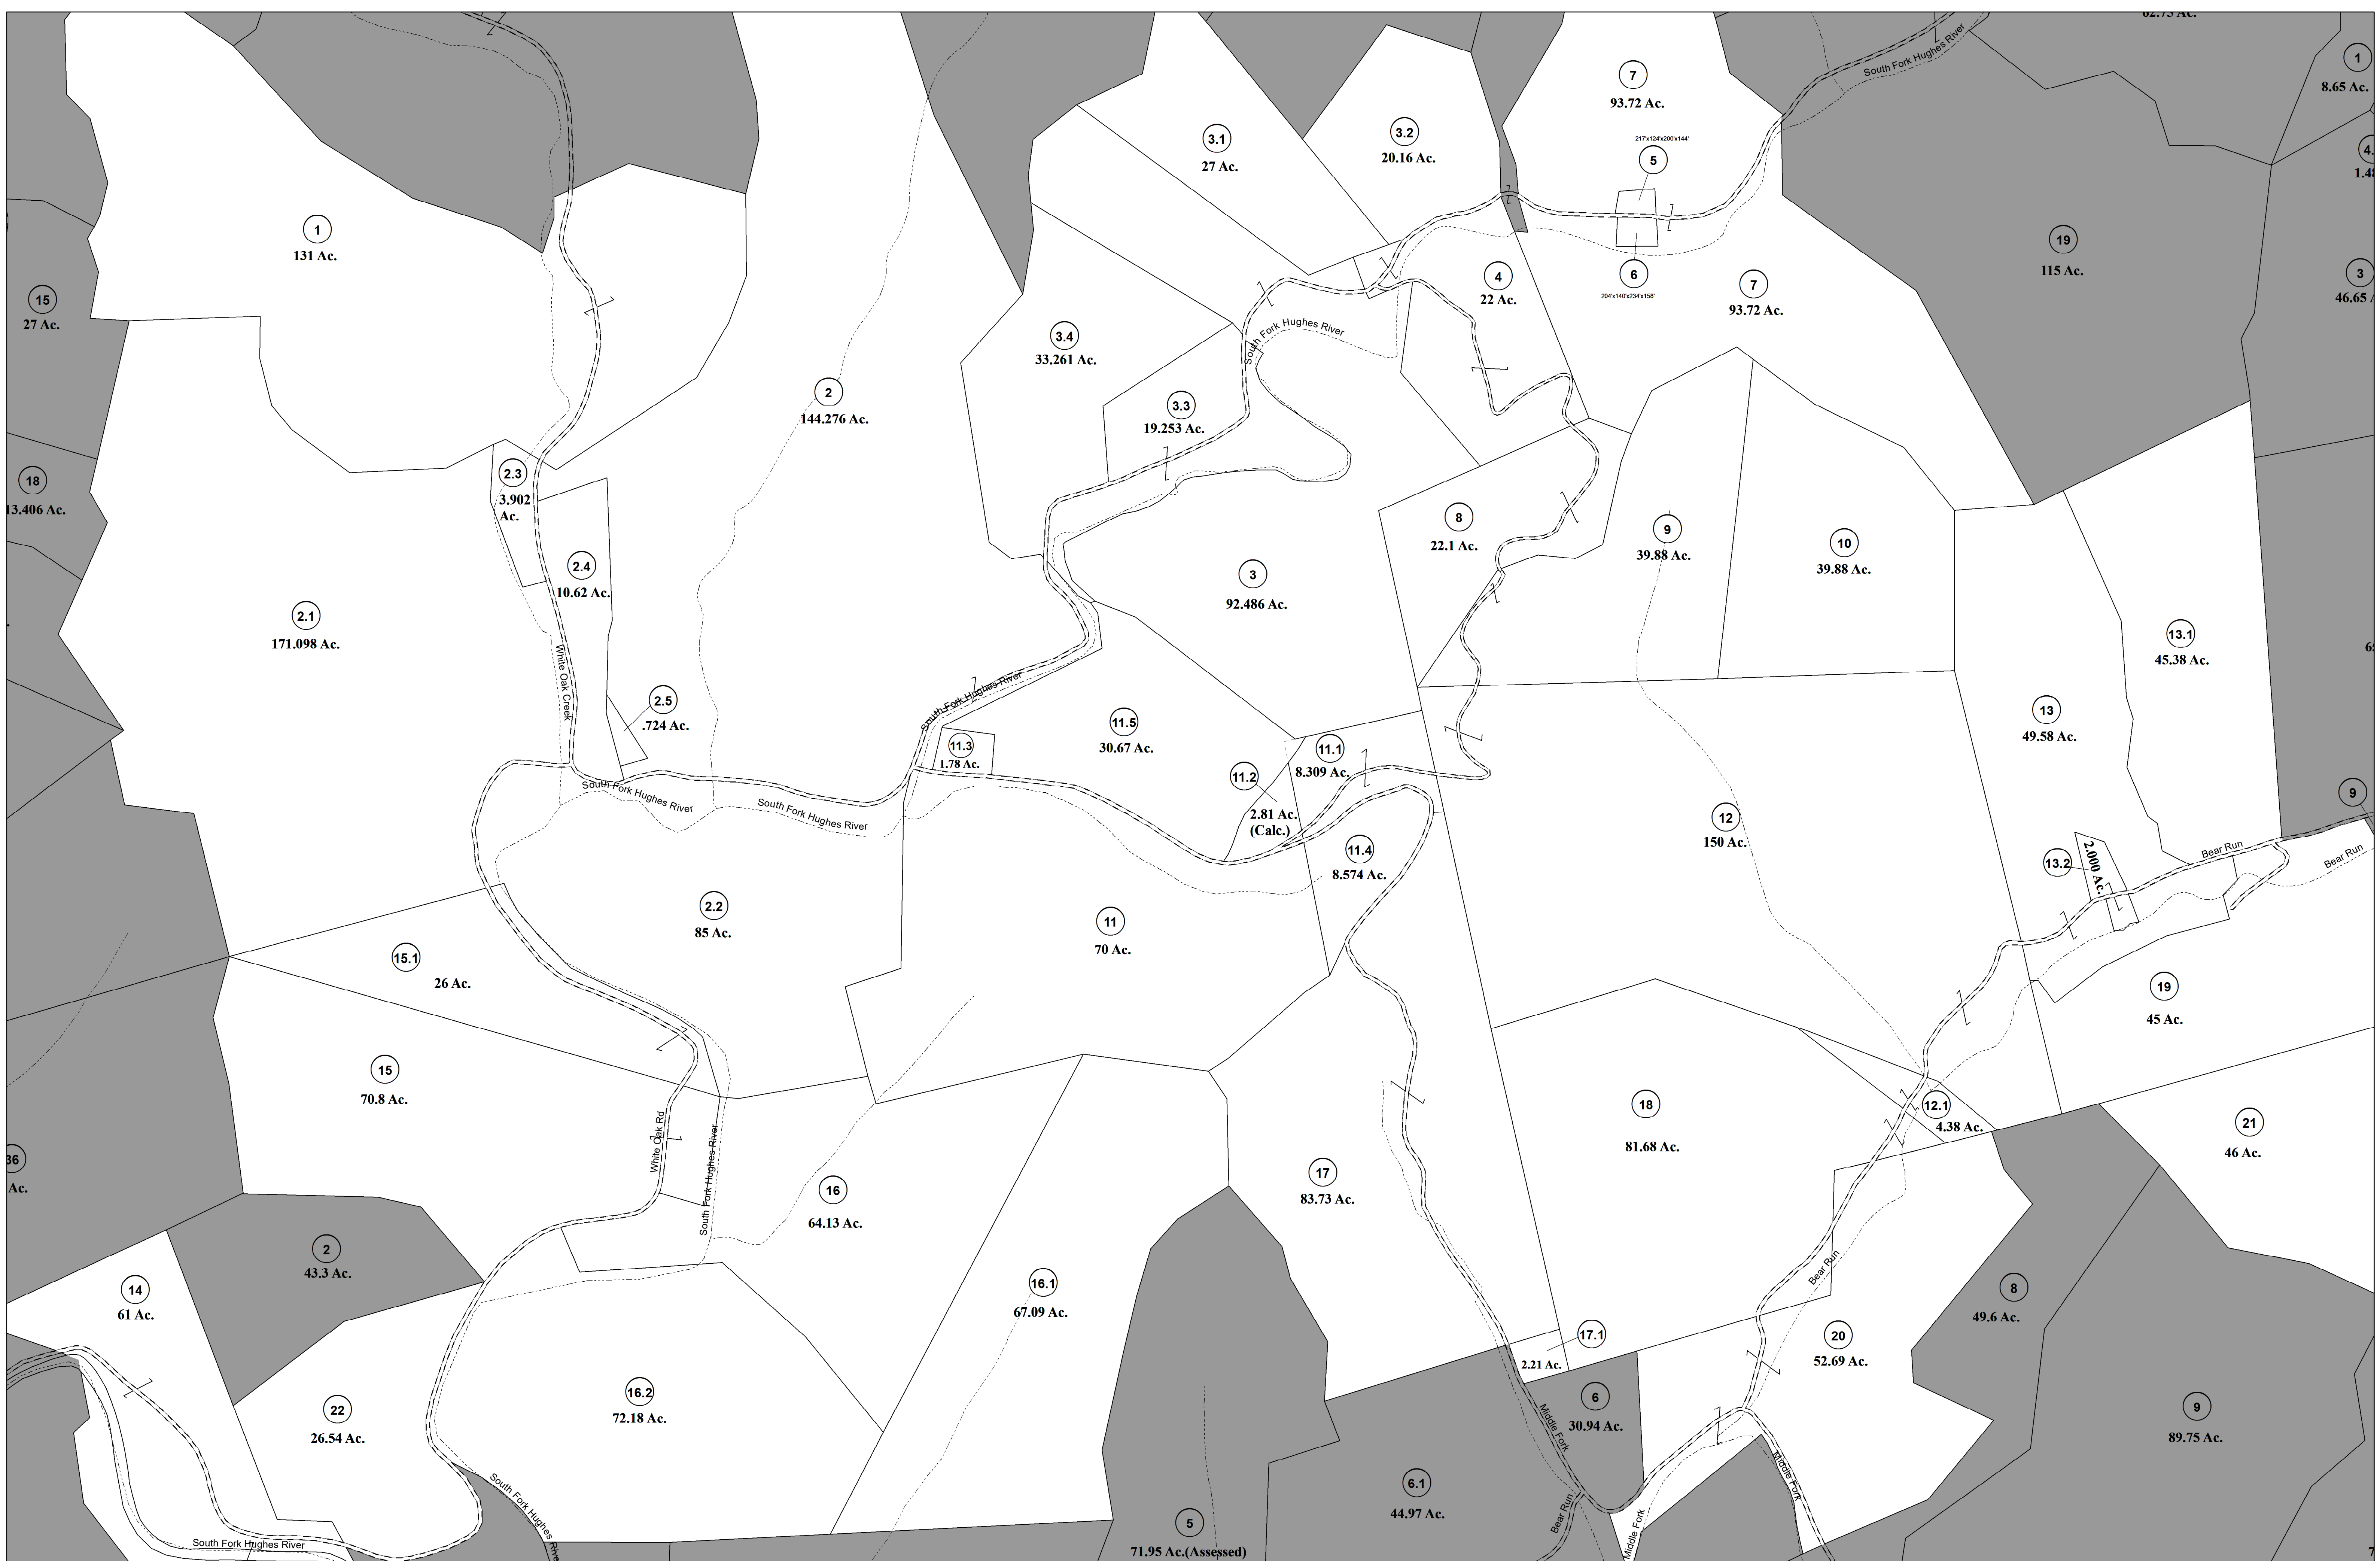 62.75 Ac.
1
8.65 Ac.
South Fork Hughes River
7
93.72 Ac.
217'x124'x200'x144'
5
3.1
27 Ac.
3.2
20.16 Ac.
4.
1.48
1
131 Ac.
19
115 Ac.
3
46.65 A
15
27 Ac.
4
22 Ac.
6
204'x140'x234'x158'
7
93.72 Ac.
3.4
33.261 Ac.
South Fork Hughes River
2
144.276 Ac.
3.3
19.253 Ac.
18
13.406 Ac.
2.3
3.902
Ac.
8
22.1 Ac.
9
39.88 Ac.
10
39.88 Ac.
2.4
10.62 Ac.
3
92.486 Ac.
2.1
171.098 Ac.
13.1
45.38 Ac.
White Oak Creek
2.5
.724 Ac.
South Fork Hughes River
11.5
30.67 Ac.
13
49.58 Ac.
11.3
1.78 Ac.
11.1
8.309 Ac.
11.2
2.81 Ac.
(Calc.)
South Fork Hughes River
South Fork Hughes River
9
12
150 Ac.
11.4
8.574 Ac.
13.2
2.000 Ac.
Bear Run
Bear Run
2.2
85 Ac.
11
70 Ac.
15.1
26 Ac.
19
45 Ac.
15
70.8 Ac.
18
81.68 Ac.
12.1
4.38 Ac.
21
46 Ac.
White Oak Rd
South Fork Hughes River
36
Ac.
16
64.13 Ac.
17
83.73 Ac.
2
43.3 Ac.
14
61 Ac.
16.1
67.09 Ac.
Bear Run
8
49.6 Ac.
17.1
2.21 Ac.
20
52.69 Ac.
22
26.54 Ac.
16.2
72.18 Ac.
6
30.94 Ac.
9
89.75 Ac.
Middle Fork
6.1
44.97 Ac.
Middle Fork
South Fork Hughes River
Bear Run
Middle Fork
5
71.95 Ac.(Assessed)
South Fork Hughes River